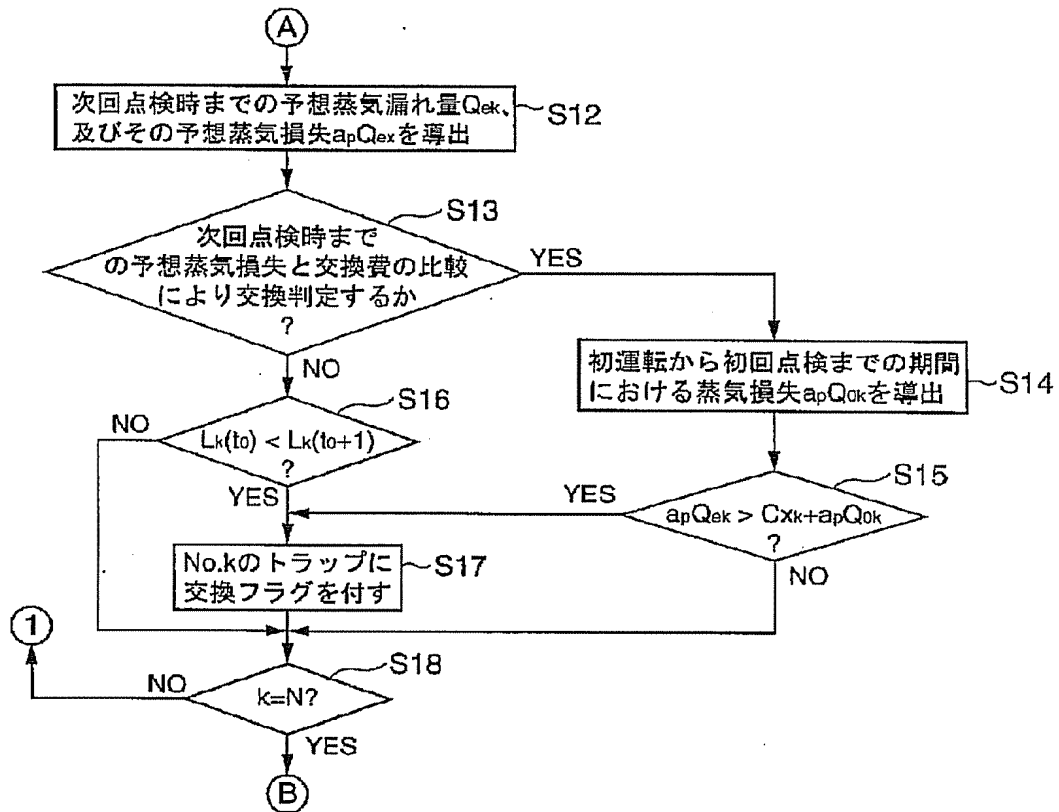 A
次回点検時までの予想蒸気漏れ量Qek、
及びその予想蒸気損失apQexを導出
S12
S13
次回点検時まで
の予想蒸気損失と交換費の比較
により交換判定するか
?
YES
NO
初運転から初回点検までの期間
における蒸気損失apQ0kを導出
S14
S16
NO
Lk(t0) < Lk(t0+1)
?
YES
S15
YES
apQek > Cxk+apQ0k
?
NO
No.kのトラップに
交換フラグを付す
S17
1
S18
NO
k=N?
YES
B